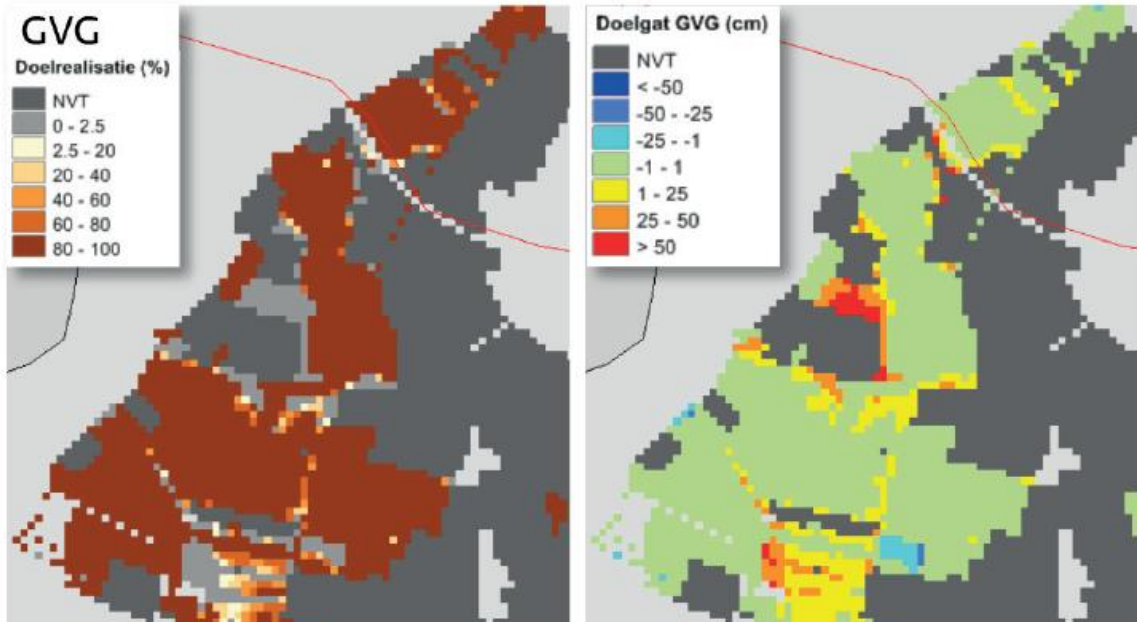 GVG
Doelrealisatie (%)
NVT
0 - 2.5
2.5 - 20
20 - 40
40 - 60
60 - 80
80 - 100
Doelgat GVG (cm)
NVT
< -50
-50 - -25
-25 - -1
-1 - 1
1 - 25
25 - 50
> 50